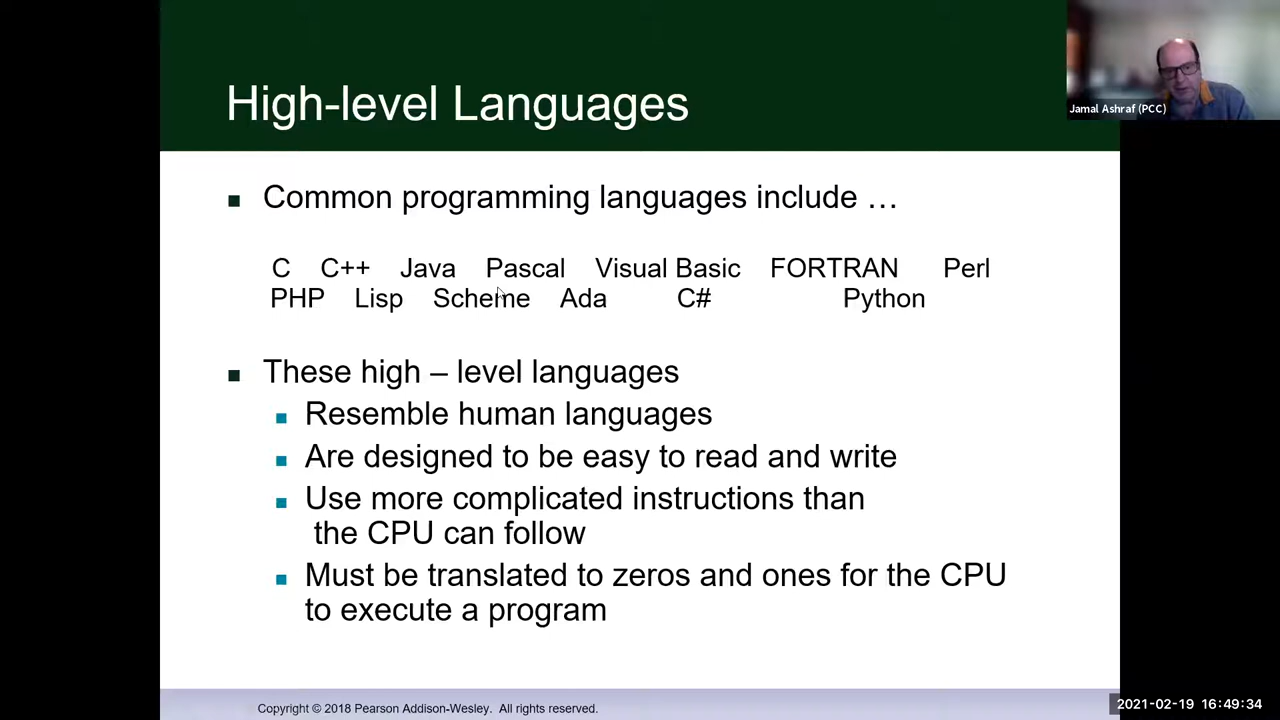 High-level Languages
Jamal Ashraf (PCC)
Common programming languages include …
C C++ Java Pascal Visual Basic FORTRAN Perl
PHP Lisp Scheme Ada C# Python
These high – level languages
Resemble human languages
Are designed to be easy to read and write
Use more complicated instructions than
the CPU can follow
Must be translated to zeros and ones for the CPU
to execute a program
Copyright © 2018 Pearson Addison-Wesley. All rights reserved.
2021-02-19 16:49:34